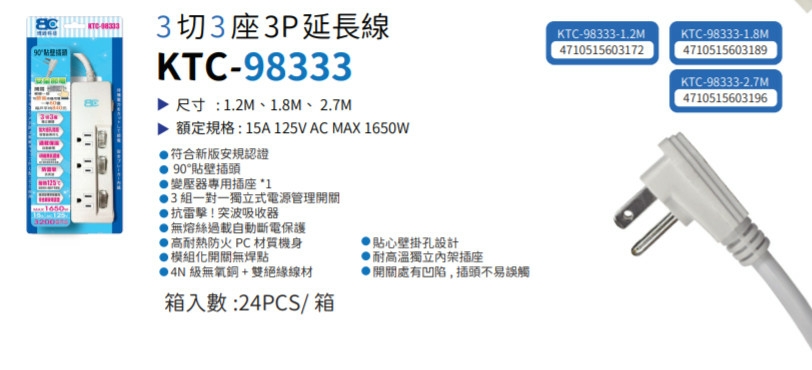 3切3座3P延長線
KTC-98333
▶ 尺寸 : 1.2M、1.8M、 2.7M
▶ 額定規格 : 15A 125V AC MAX 1650W
●符合新版安規認證
● 90°貼壁插頭
●變壓器專用插座 *1
●3 組一對一獨立式電源管理開關
●抗雷擊 ! 突波吸收器
●無熔絲過載自動斷電保護
●高耐熱防火 PC 材質機身
●模組化開關無焊點
●4N 級無氧銅 + 雙絕緣線材
●貼心壁掛孔設計
●耐高溫獨立內架插座
●開關處有凹陷 , 插頭不易誤觸
箱入數 :24PCS/ 箱
KTC-98333-1.2M
4710515603172
KTC-98333-1.8M
4710515603189
KTC-98333-2.7M
4710515603196
KTC-98333
90°貼壁插頭
3切3座